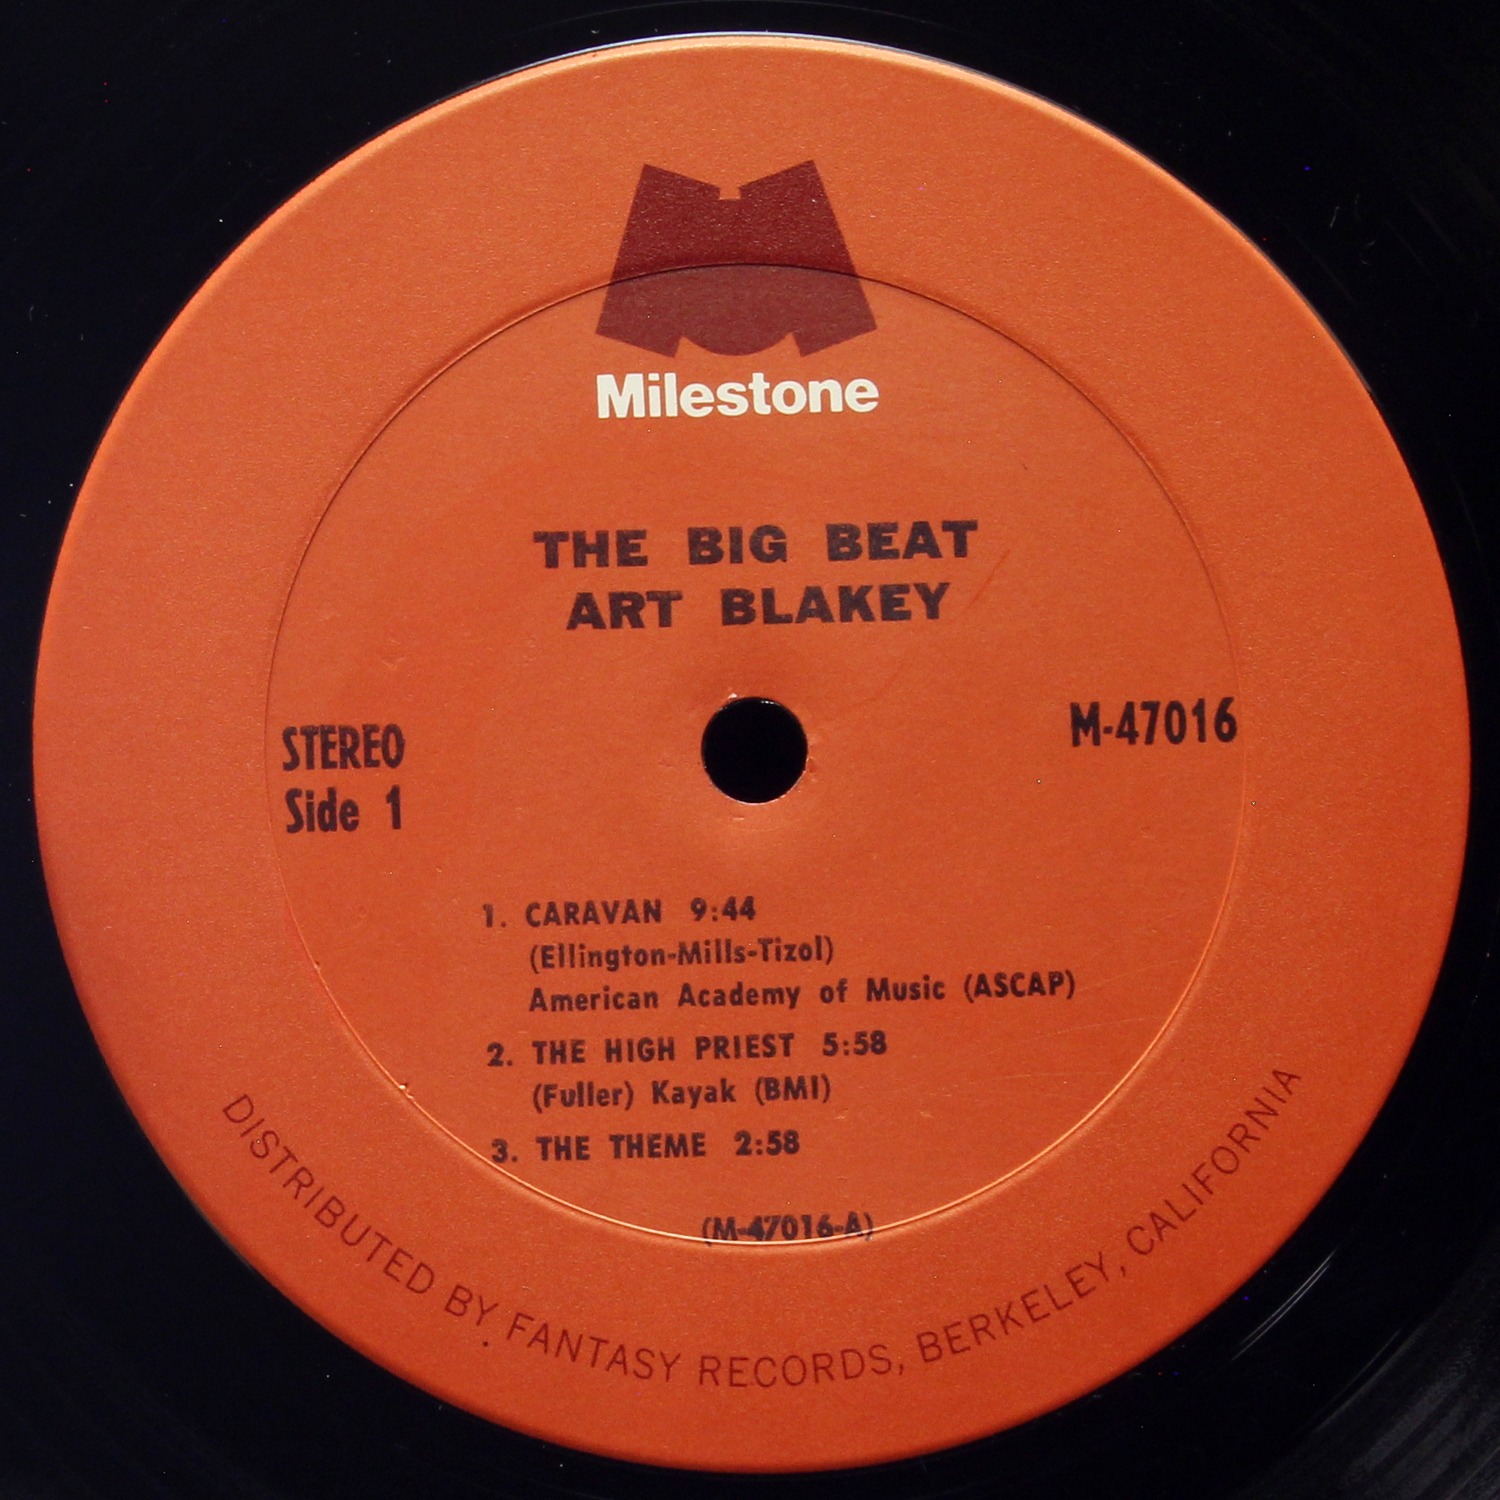 Milestone
THE BIG BEAT
ART BLAKEY
STEREO
Side 1
M-47016
1. CARAVAN 9:44
(Ellington-Mills-Tizol)
American Academy of Music (ASCAP)
2. THE HIGH PRIEST 5:58
(Fuller) Kayak (BMI)
3. THE THEME 2:58
(M-47016-A)
DISTRIBUTED BY FANTASY RECORDS, BERKELEY, CALIFORNIA